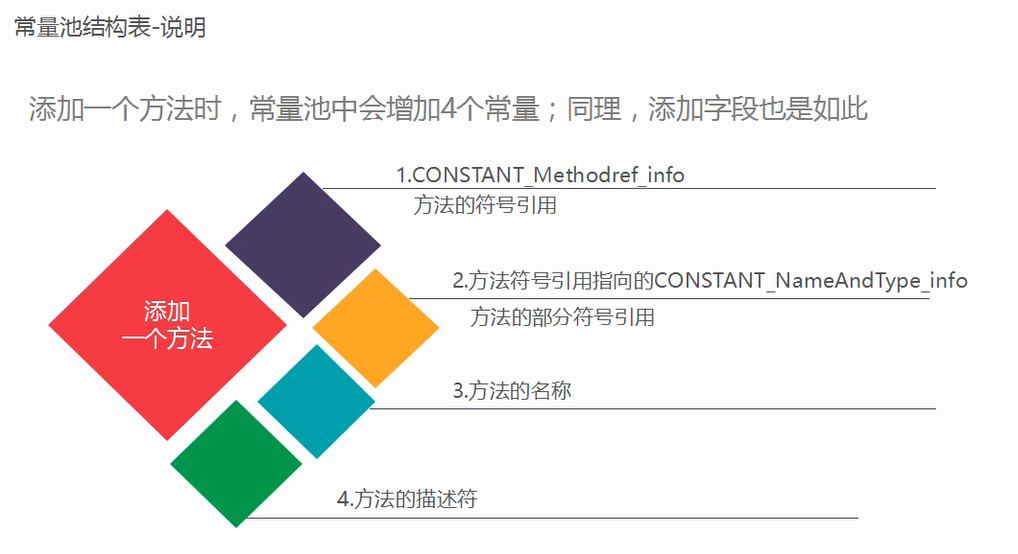 常量池结构表-说明
添加一个方法时，常量池中会增加4个常量；同理，添加字段也是如此
1.CONSTANT_Methodref_info
方法的符号引用
2.方法符号引用指向的CONSTANT_NameAndType_info
方法的部分符号引用
添加
一个方法
3.方法的名称
4.方法的描述符